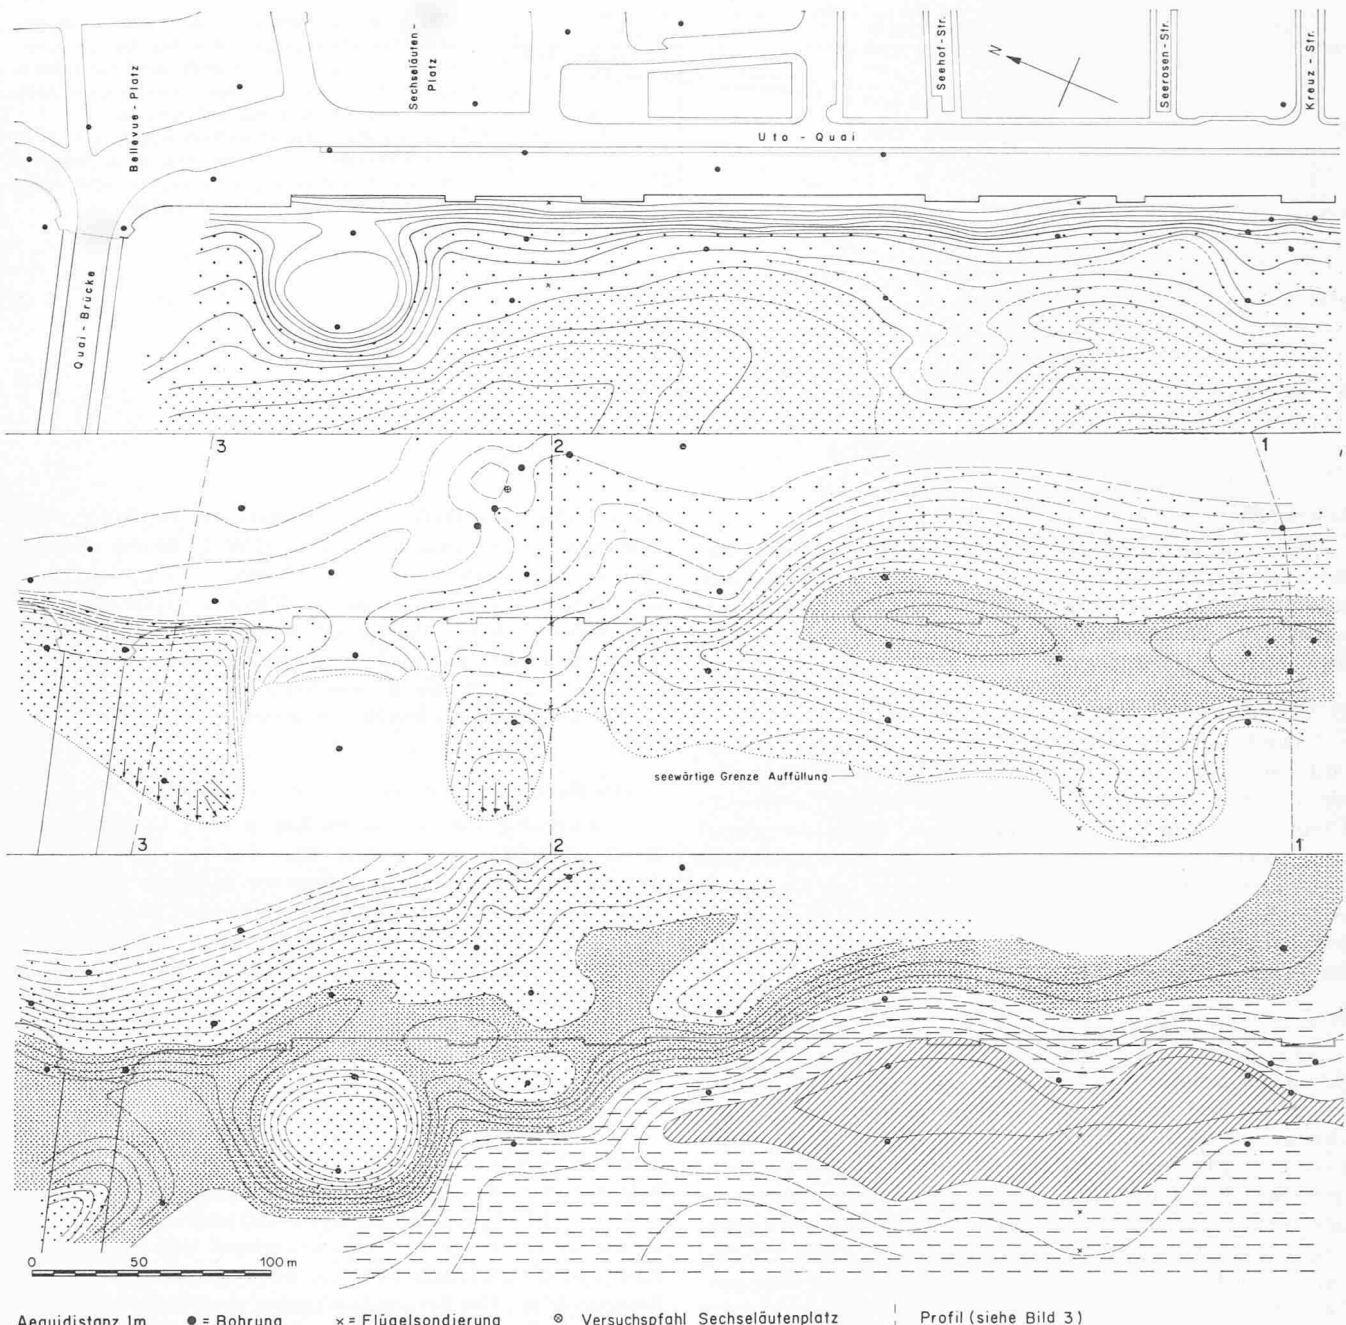 Bellevue - Platz
Sechseläuten-
Platz
Seehof-Str.
N
Seerosen-Str.
Kreuz - Str.
Uto - Quai
Quai - Brücke
3
2
1
seewärtige Grenze Auffüllung
3
2
1
0
50
100 m
Aequidistanz 1m
● = Bohrung
× = Flügelsondierung
⊗ Versuchspfahl Sechseläutenplatz
Profil (siehe Bild 3)